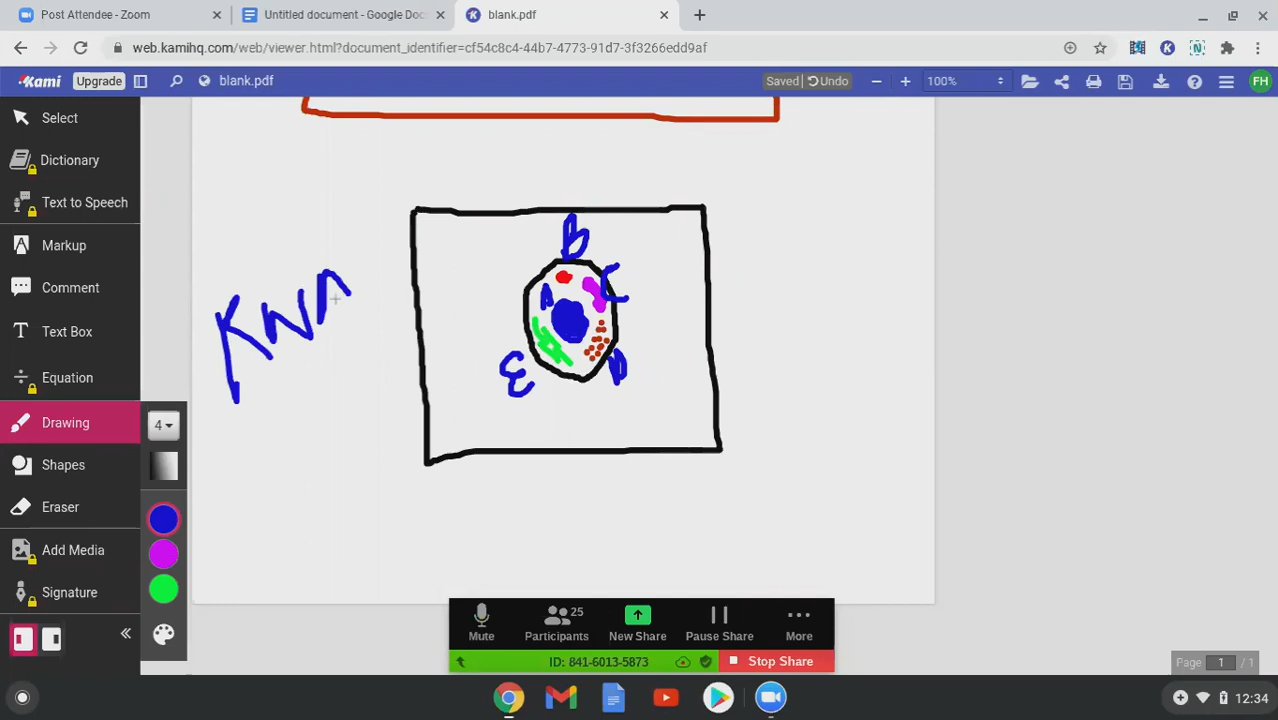 Post Attendee - Zoom
Untitled document - Google Doc
blank.pdf
web.kamihq.com/web/viewer.html?document_identifier=cf54c8c4-44b7-4773-91d7-3f3266edd9af
Kami
Upgrade
blank.pdf
Saved Undo
100%
FH
Select
Dictionary
Text to Speech
Markup
Comment
Text Box
Equation
Drawing
4
Shapes
Eraser
Add Media
Signature
B
C
A
E
D
25
Mute
Participants
New Share
Pause Share
More
ID: 841-6013-5873
Stop Share
Page 1 / 1
12:34